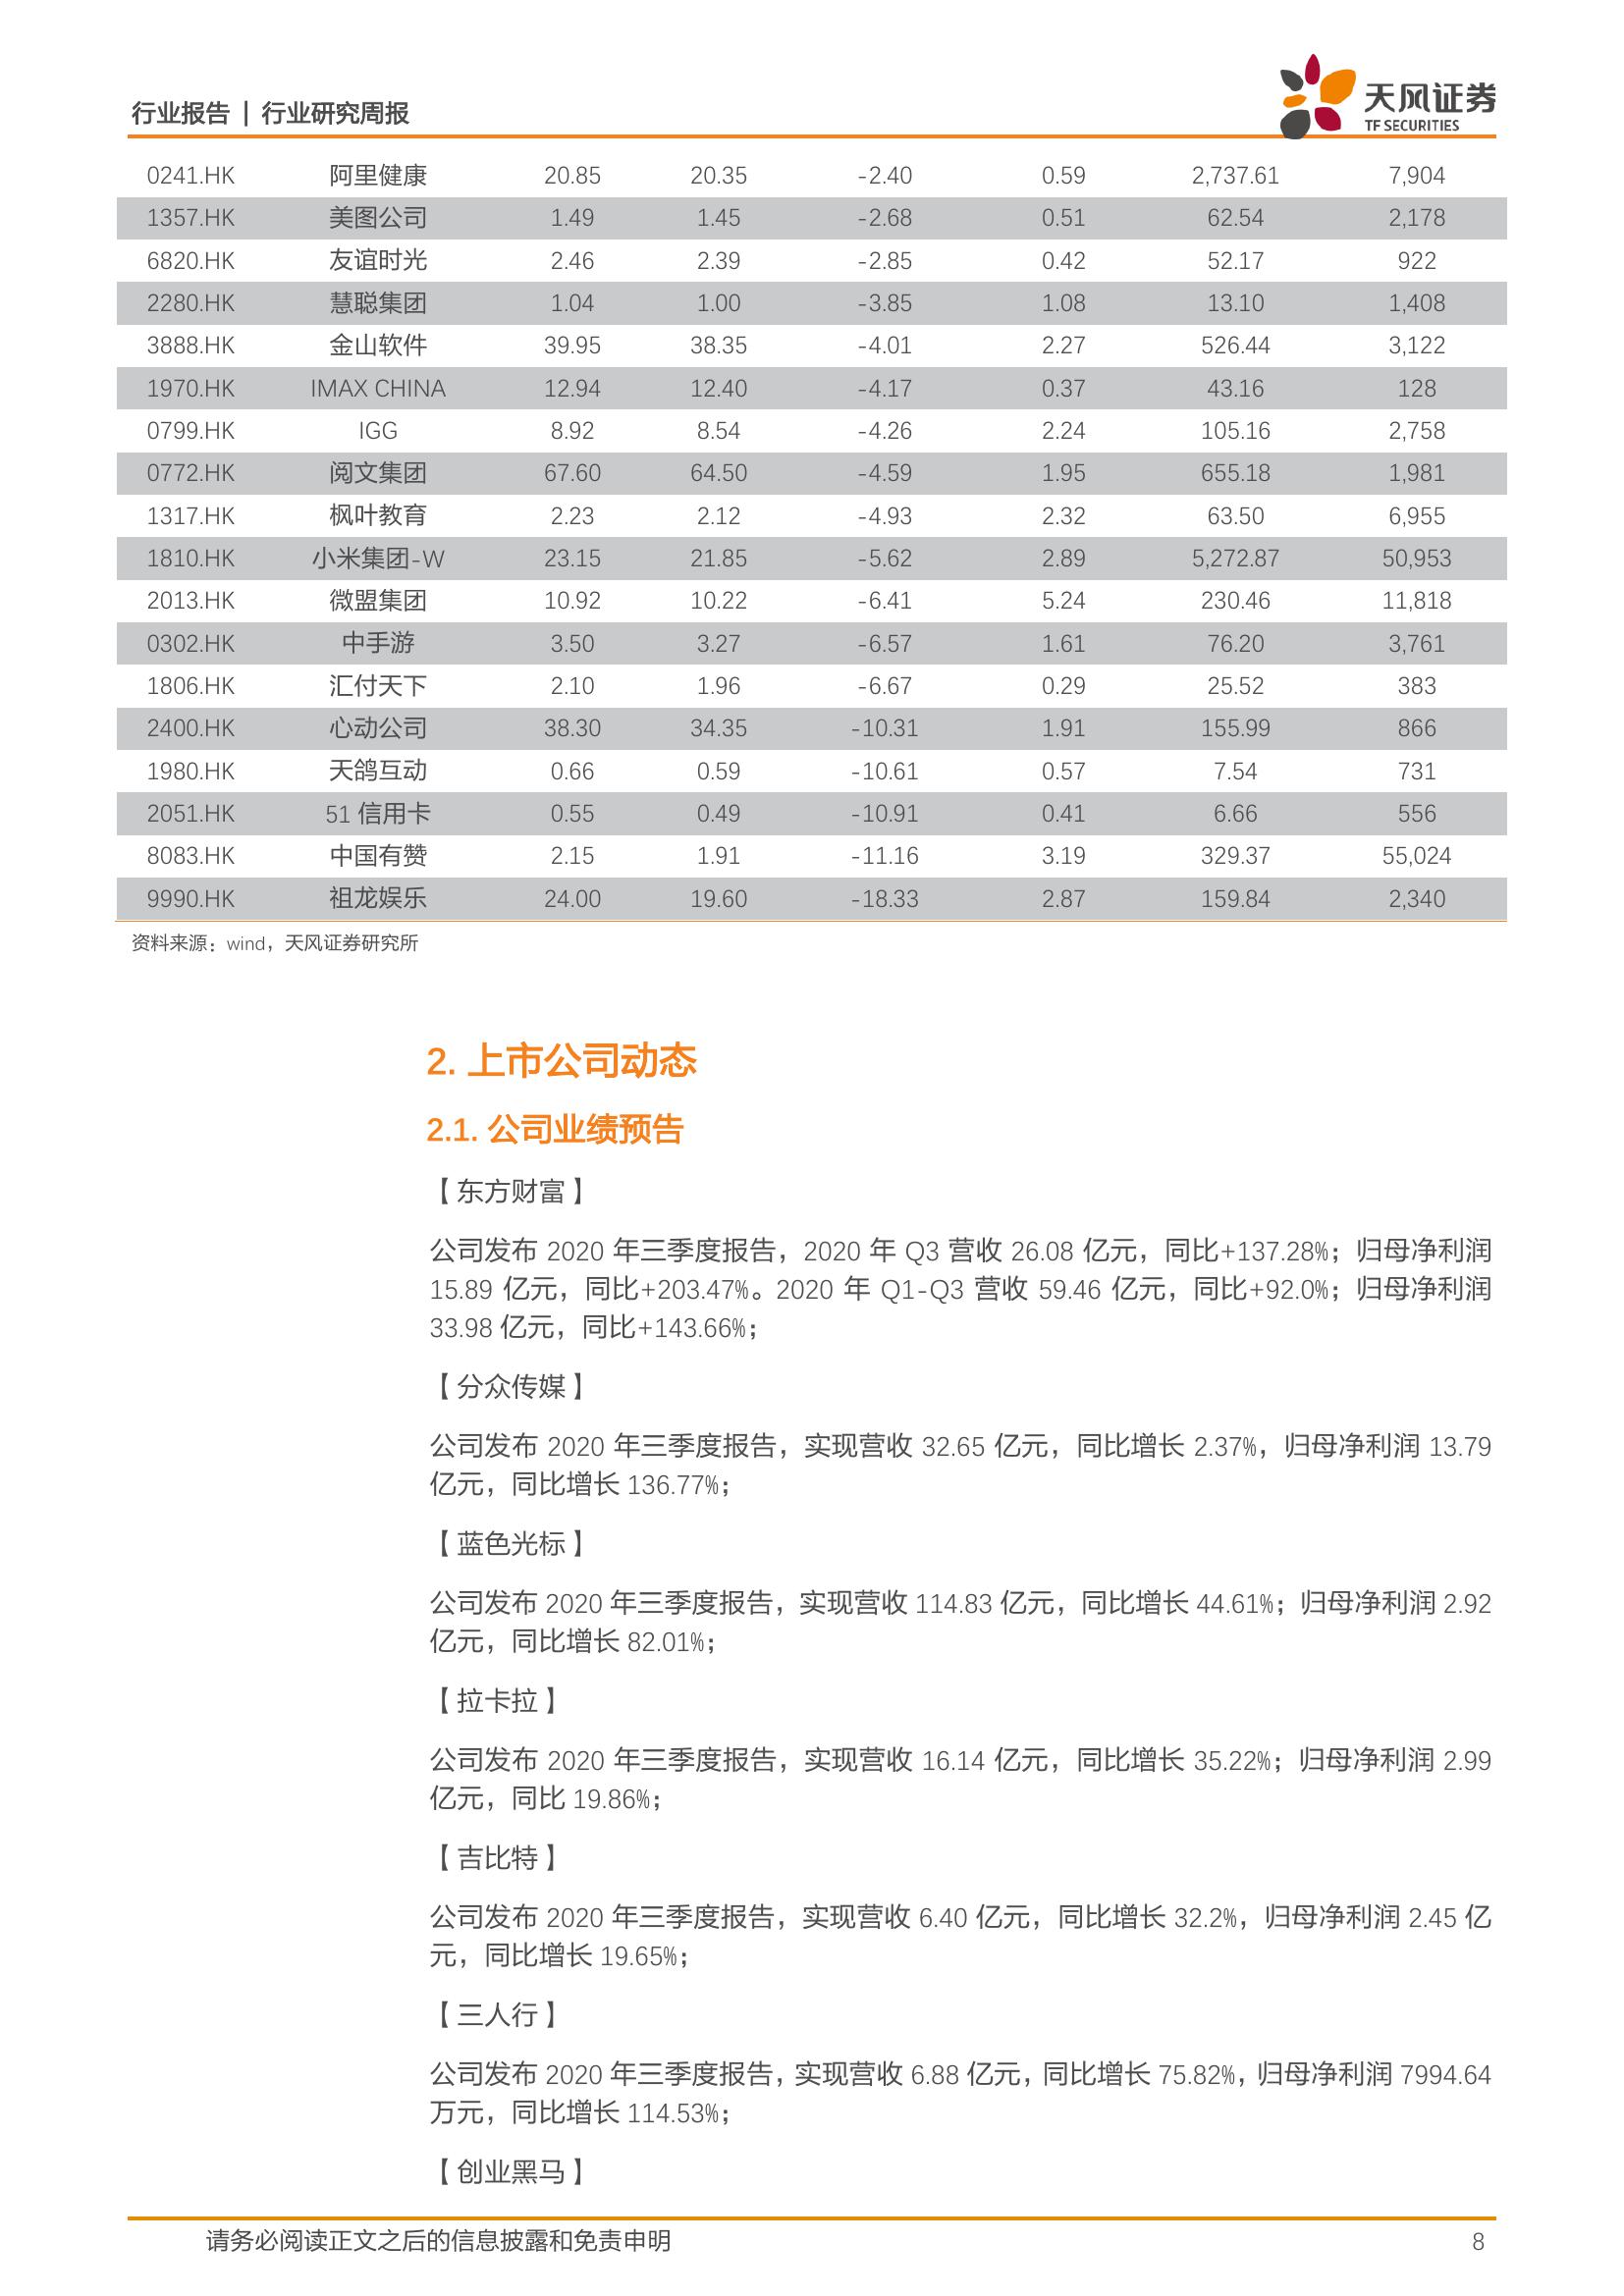 行业报告 | 行业研究周报
天风证券
TF SECURITIES
0241.HK 阿里健康 20.85 20.35 -2.40 0.59 2,737.61 7,904
1357.HK 美图公司 1.49 1.45 -2.68 0.51 62.54 2,178
6820.HK 友谊时光 2.46 2.39 -2.85 0.42 52.17 922
2280.HK 慧聪集团 1.04 1.00 -3.85 1.08 13.10 1,408
3888.HK 金山软件 39.95 38.35 -4.01 2.27 526.44 3,122
1970.HK IMAX CHINA 12.94 12.40 -4.17 0.37 43.16 128
0799.HK IGG 8.92 8.54 -4.26 2.24 105.16 2,758
0772.HK 阅文集团 67.60 64.50 -4.59 1.95 655.18 1,981
1317.HK 枫叶教育 2.23 2.12 -4.93 2.32 63.50 6,955
1810.HK 小米集团-W 23.15 21.85 -5.62 2.89 5,272.87 50,953
2013.HK 微盟集团 10.92 10.22 -6.41 5.24 230.46 11,818
0302.HK 中手游 3.50 3.27 -6.57 1.61 76.20 3,761
1806.HK 汇付天下 2.10 1.96 -6.67 0.29 25.52 383
2400.HK 心动公司 38.30 34.35 -10.31 1.91 155.99 866
1980.HK 天鸽互动 0.66 0.59 -10.61 0.57 7.54 731
2051.HK 51 信用卡 0.55 0.49 -10.91 0.41 6.66 556
8083.HK 中国有赞 2.15 1.91 -11.16 3.19 329.37 55,024
9990.HK 祖龙娱乐 24.00 19.60 -18.33 2.87 159.84 2,340
资料来源：wind，天风证券研究所
2. 上市公司动态
2.1. 公司业绩预告
【东方财富】
公司发布 2020 年三季度报告，2020 年 Q3 营收 26.08 亿元，同比+137.28%；归母净利润
15.89 亿元，同比+203.47%。2020 年 Q1-Q3 营收 59.46 亿元，同比+92.0%；归母净利润
33.98 亿元，同比+143.66%；
【分众传媒】
公司发布 2020 年三季度报告，实现营收 32.65 亿元，同比增长 2.37%，归母净利润 13.79
亿元，同比增长 136.77%；
【蓝色光标】
公司发布 2020 年三季度报告，实现营收 114.83 亿元，同比增长 44.61%；归母净利润 2.92
亿元，同比增长 82.01%；
【拉卡拉】
公司发布 2020 年三季度报告，实现营收 16.14 亿元，同比增长 35.22%；归母净利润 2.99
亿元，同比 19.86%；
【吉比特】
公司发布 2020 年三季度报告，实现营收 6.40 亿元，同比增长 32.2%，归母净利润 2.45 亿
元，同比增长 19.65%；
【三人行】
公司发布 2020 年三季度报告，实现营收 6.88 亿元，同比增长 75.82%，归母净利润 7994.64
万元，同比增长 114.53%；
【创业黑马】
请务必阅读正文之后的信息披露和免责申明 8